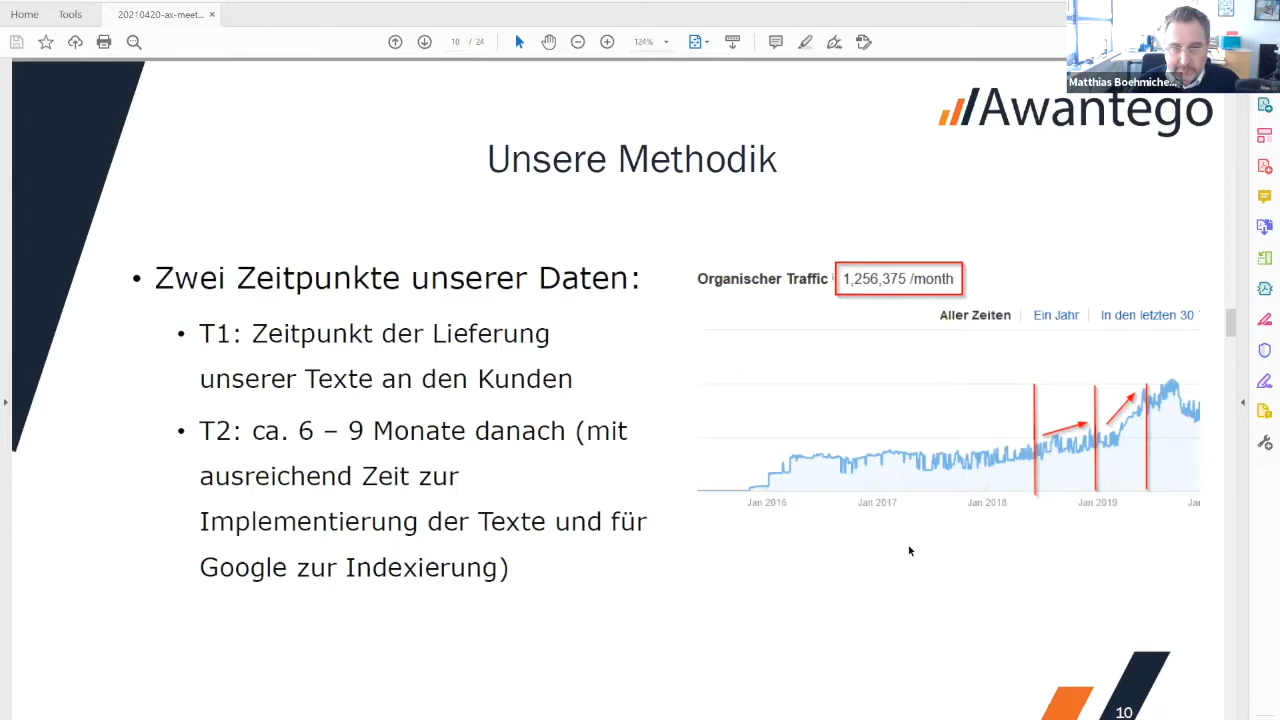 Home
Tools
20210420-ax-meet...
×
10 / 24
124%
Matthias Boehmiche...
Awantego
Unsere Methodik
• Zwei Zeitpunkte unserer Daten:
• T1: Zeitpunkt der Lieferung
unserer Texte an den Kunden
• T2: ca. 6 – 9 Monate danach (mit
ausreichend Zeit zur
Implementierung der Texte und für
Google zur Indexierung)
Organischer Traffic 1,256,375 /month
Aller Zeiten Ein Jahr In den letzten 30
Jan 2016 Jan 2017 Jan 2018 Jan 2019 Ja
10